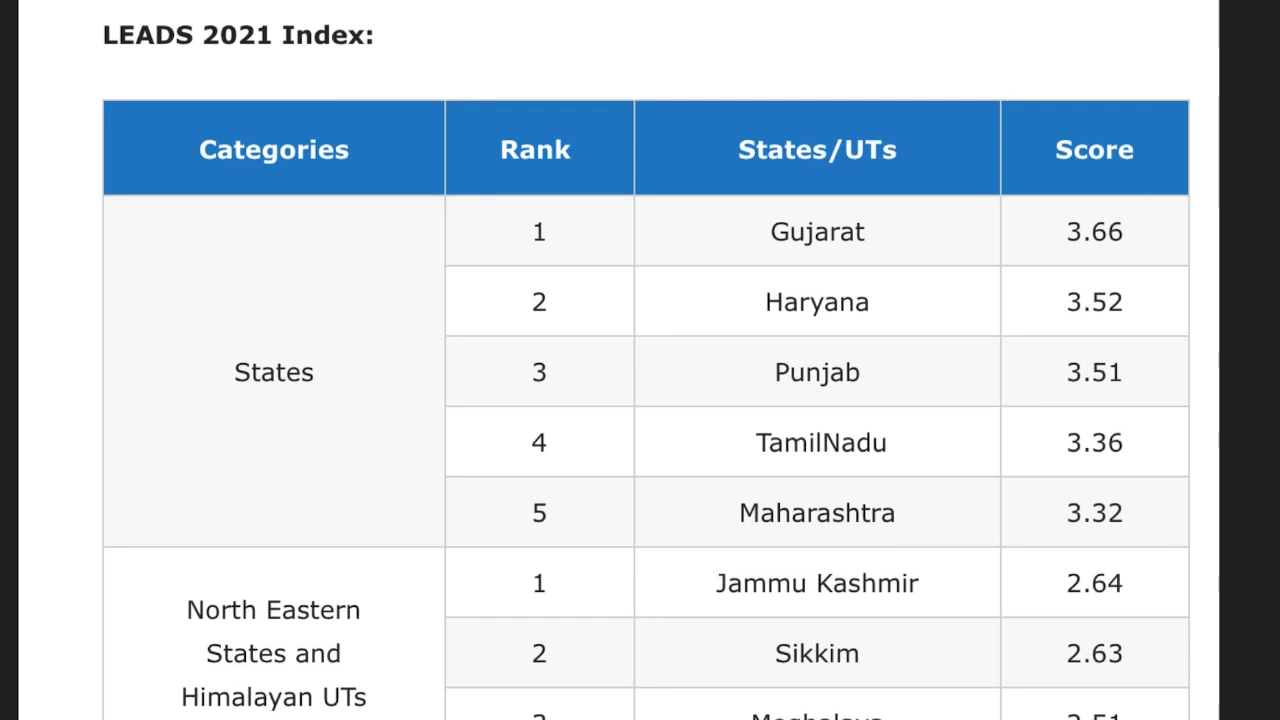 LEADS 2021 Index:
Categories Rank States/UTs Score
States
1 Gujarat 3.66
2 Haryana 3.52
3 Punjab 3.51
4 TamilNadu 3.36
5 Maharashtra 3.32
North Eastern
States and
Himalayan UTs
1 Jammu Kashmir 2.64
2 Sikkim 2.63